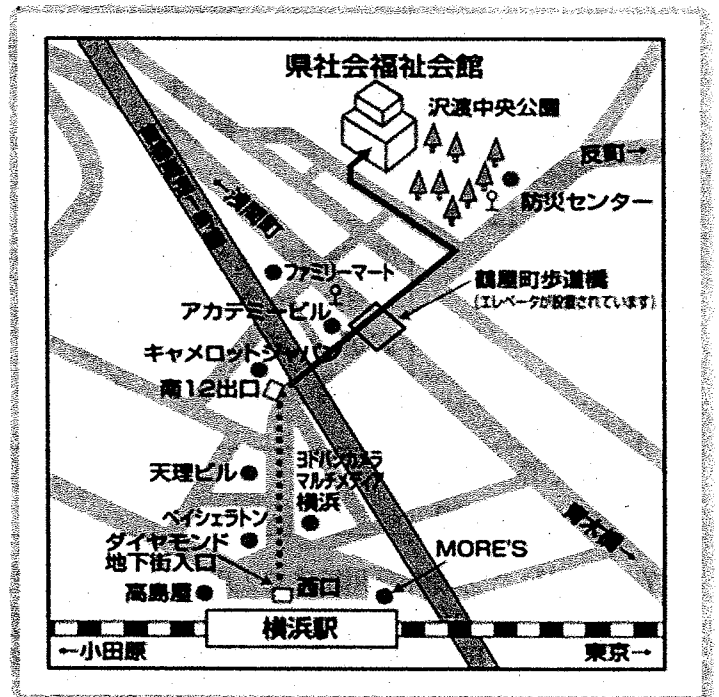 県社会福祉会館
沢渡中央公園
反町→
防災センター
←浅間町
ファミリーマート
鶴屋町歩道橋
(エレベータが設置されています)
アカデミービル
キャメロットジャパン
南12出口
天理ビル
ヨドバシカメラ
マルチメディア
横浜
ベイシェラトン
ダイヤモンド
地下街入口
MORE'S
青木橋→
高島屋
西口
横浜駅
←小田原
東京→